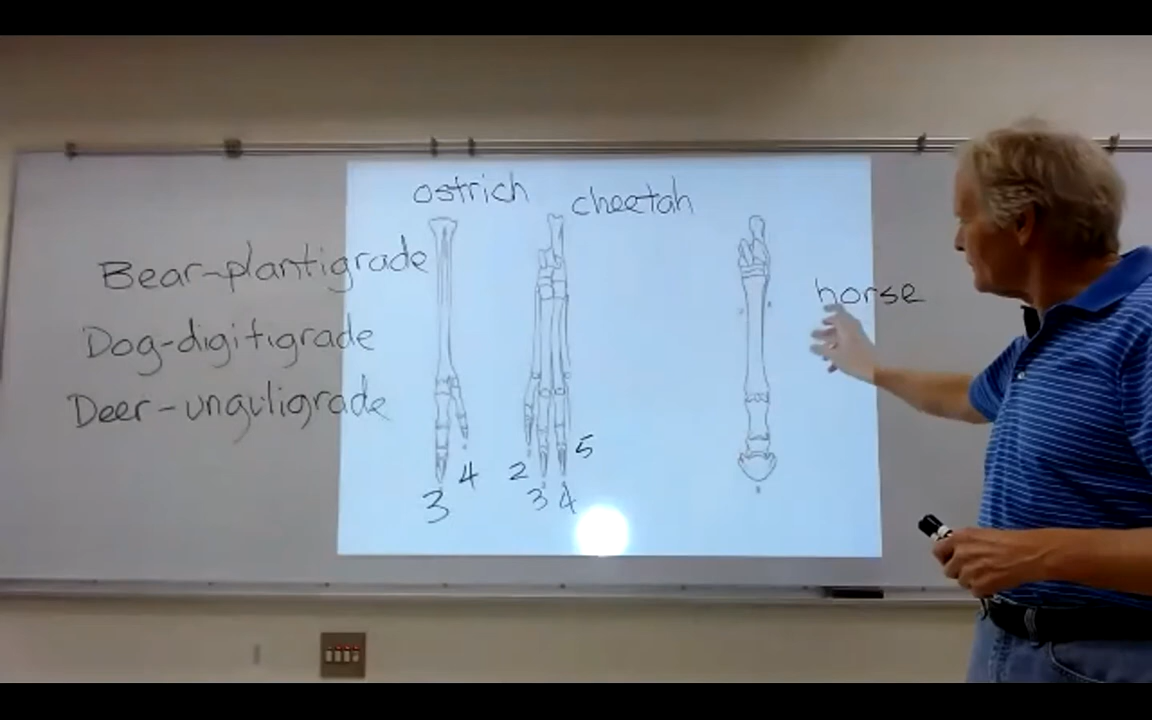 ostrich
cheetah
Bear-plantigrade
horse
Dog-digitigrade
Deer-unguligrade
5
2
4
3
3
4